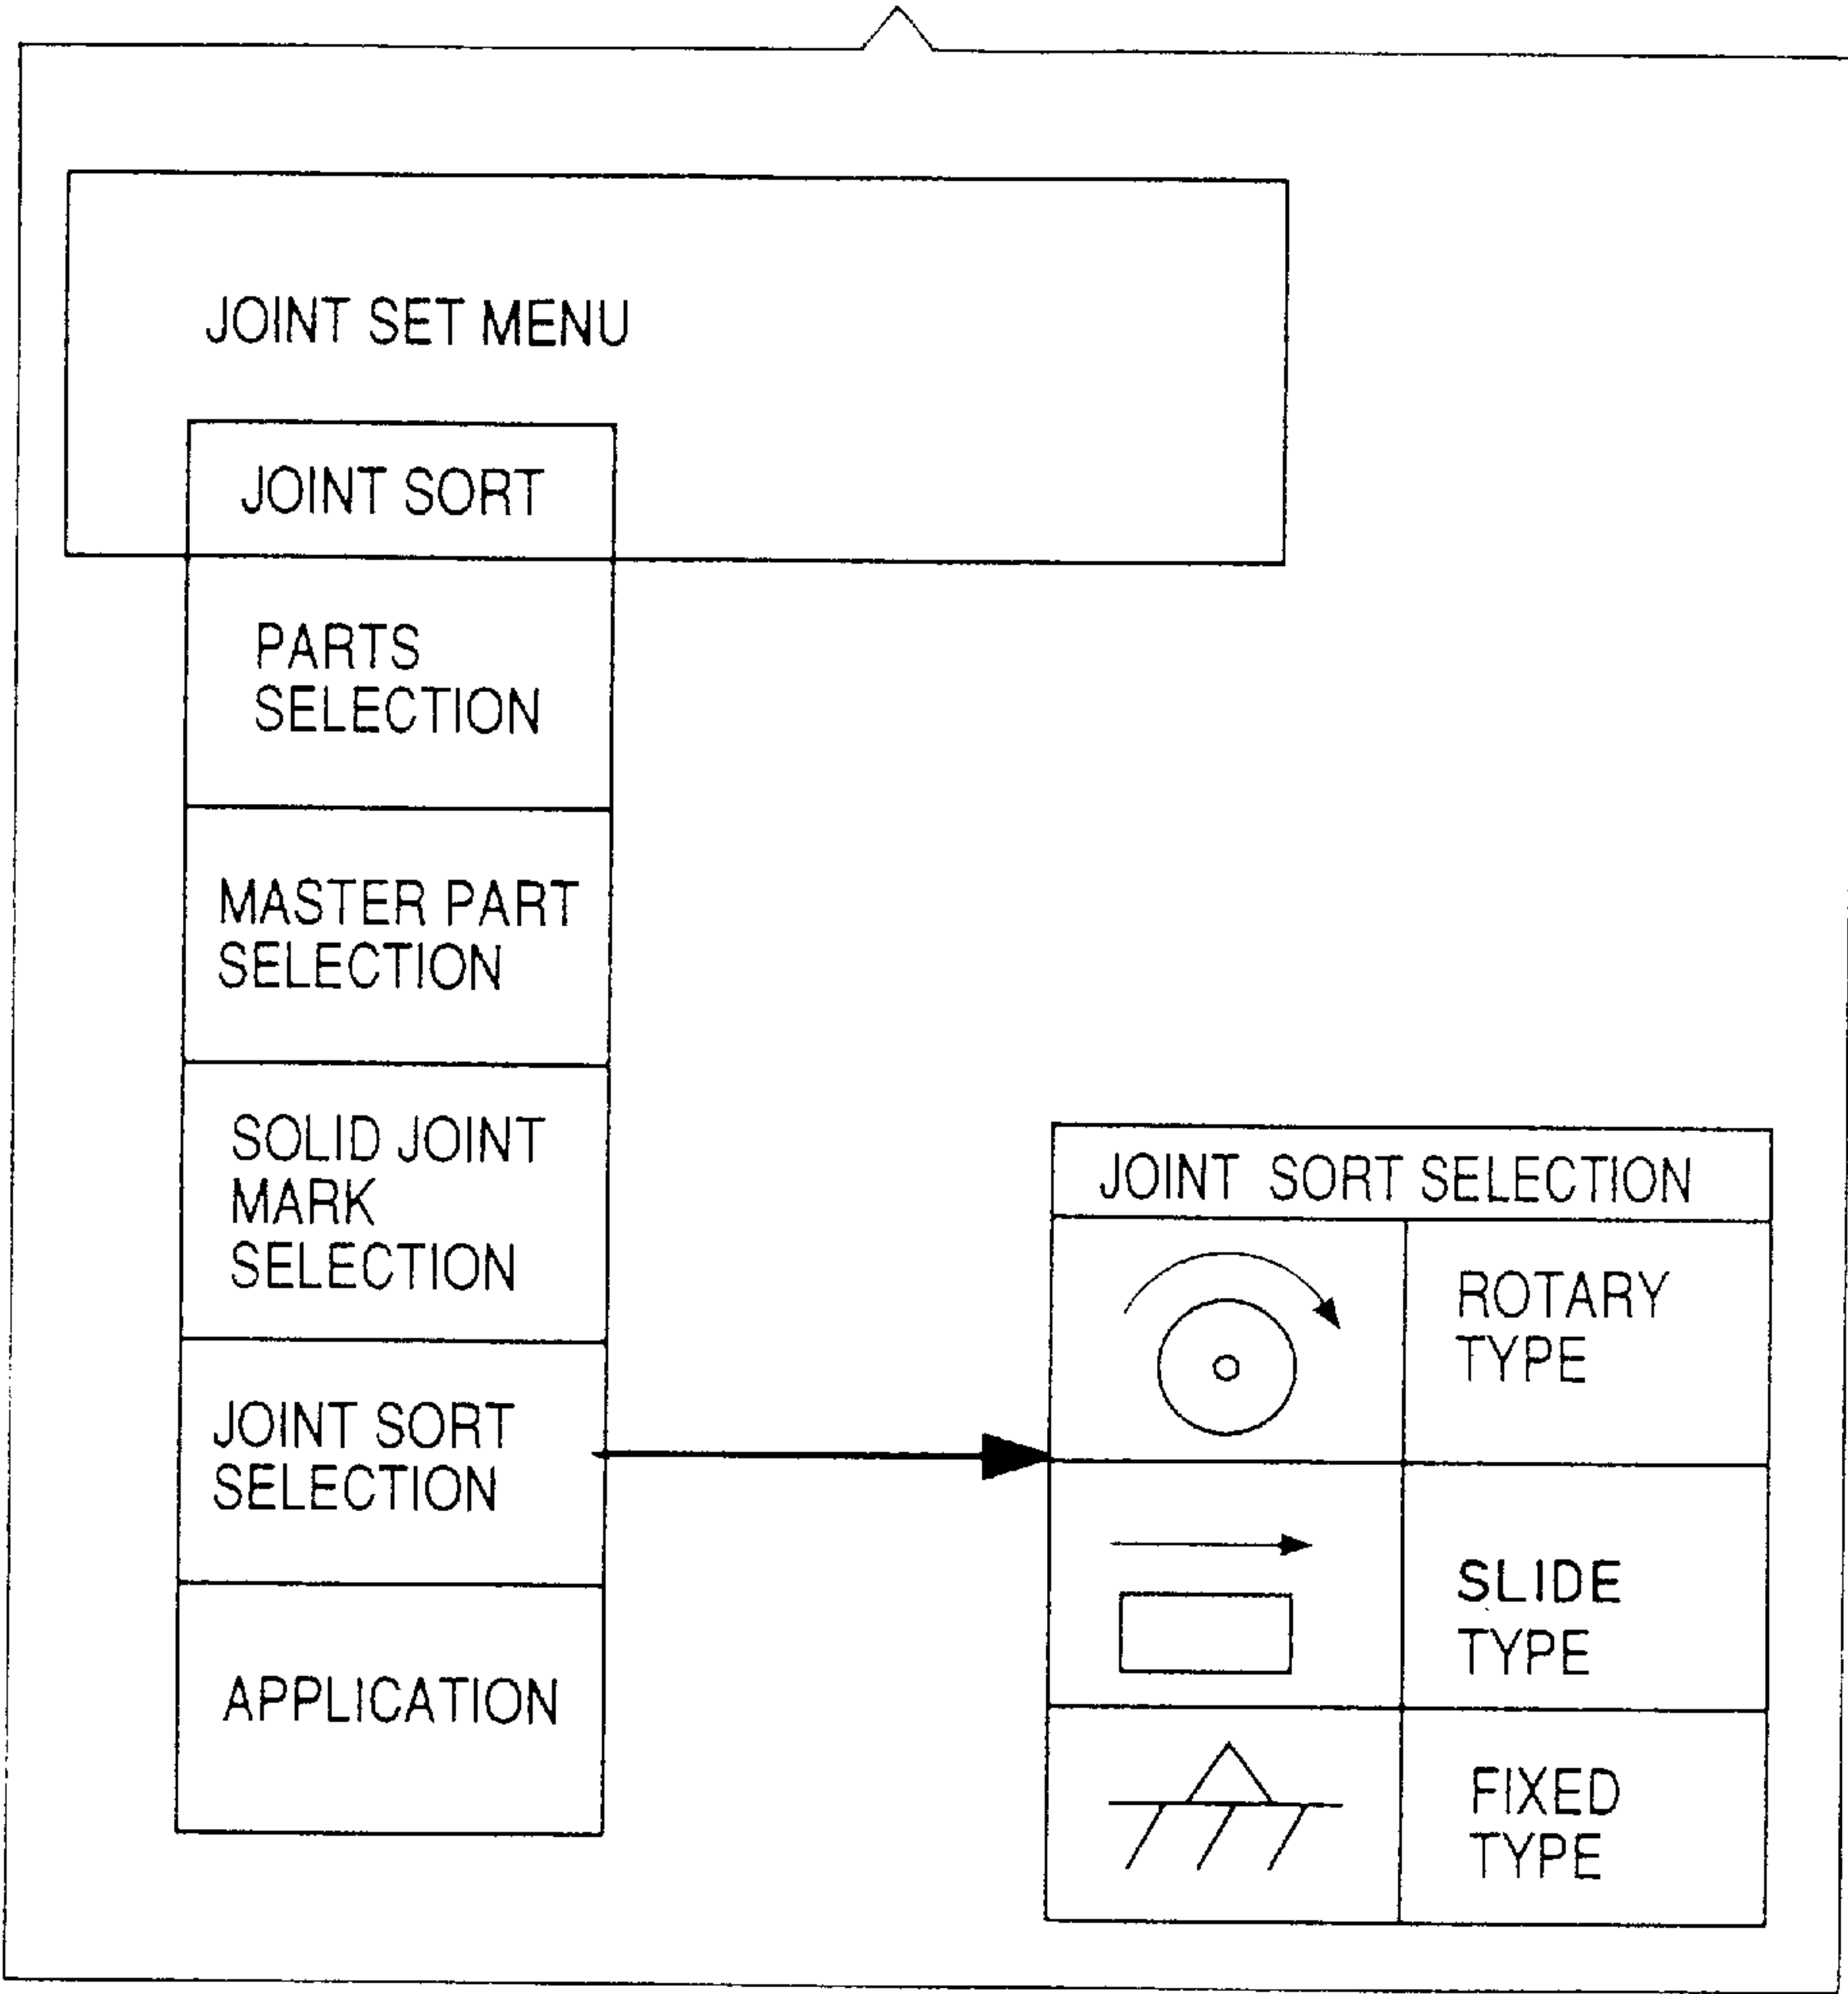 JOINT SET MENU
JOINT SORT
PARTS
SELECTION
MASTER PART
SELECTION
SOLID JOINT
MARK
SELECTION
JOINT SORT
SELECTION
APPLICATION
JOINT SORT SELECTION
ROTARY
TYPE
SLIDE
TYPE
FIXED
TYPE